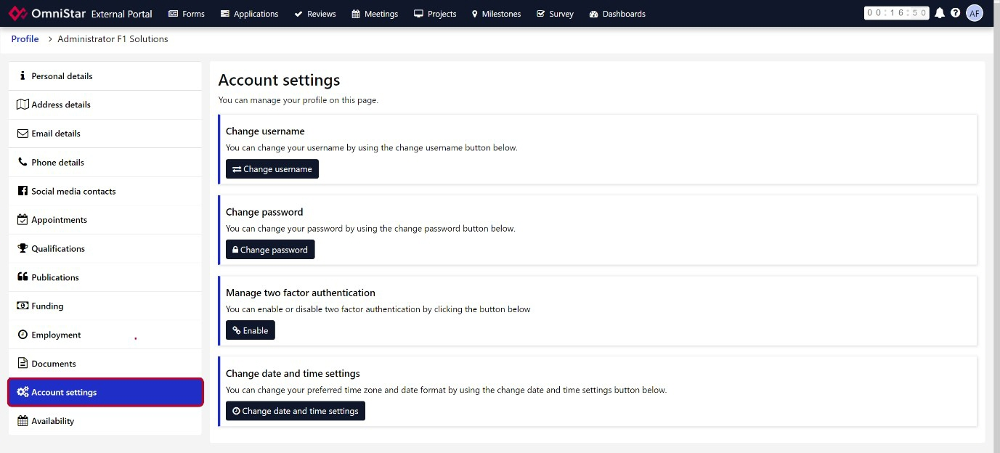 OmniStar External Portal Forms Applications Reviews Meetings Projects Milestones Survey Dashboards 00:16:50 AF
Profile > Administrator F1 Solutions
Personal details
Address details
Email details
Phone details
Social media contacts
Appointments
Qualifications
Publications
Funding
Employment
Documents
Account settings
Availability
Account settings
You can manage your profile on this page.
Change username
You can change your username by using the change username button below.
Change username
Change password
You can change your password by using the change password button below.
Change password
Manage two factor authentication
You can enable or disable two factor authentication by clicking the button below
Enable
Change date and time settings
You can change your preferred time zone and date format by using the change date and time settings button below.
Change date and time settings